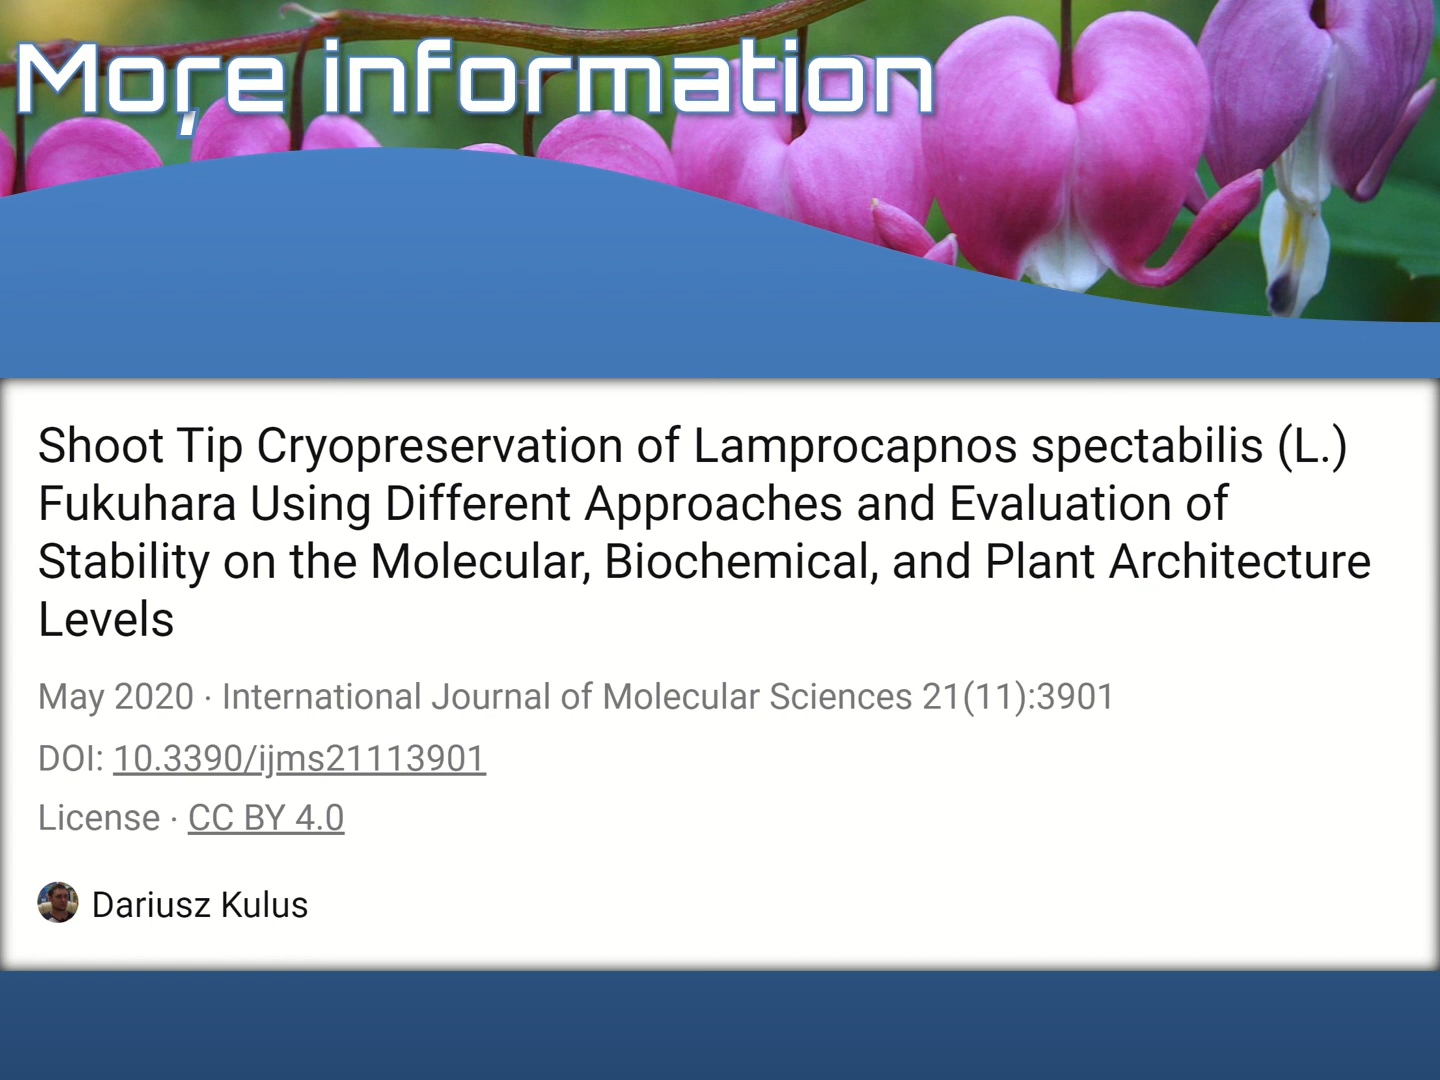 More information
Shoot Tip Cryopreservation of Lamprocapnos spectabilis (L.)
Fukuhara Using Different Approaches and Evaluation of
Stability on the Molecular, Biochemical, and Plant Architecture
Levels
May 2020 · International Journal of Molecular Sciences 21(11):3901
DOI: 10.3390/ijms21113901
License · CC BY 4.0
Dariusz Kulus